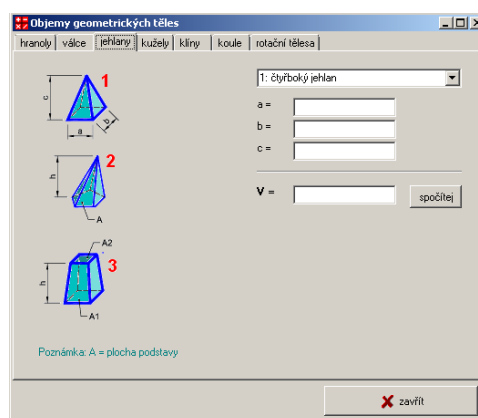 Objemy geometrických těles
hranoly válce jehlany kužely klíny koule rotační tělesa
1
c
a
b
2
h
A
A2
3
h
A1
Poznámka: A = plocha podstavy
1: čtyřboký jehlan
a =
b =
c =
V =
spočítej
zavřít